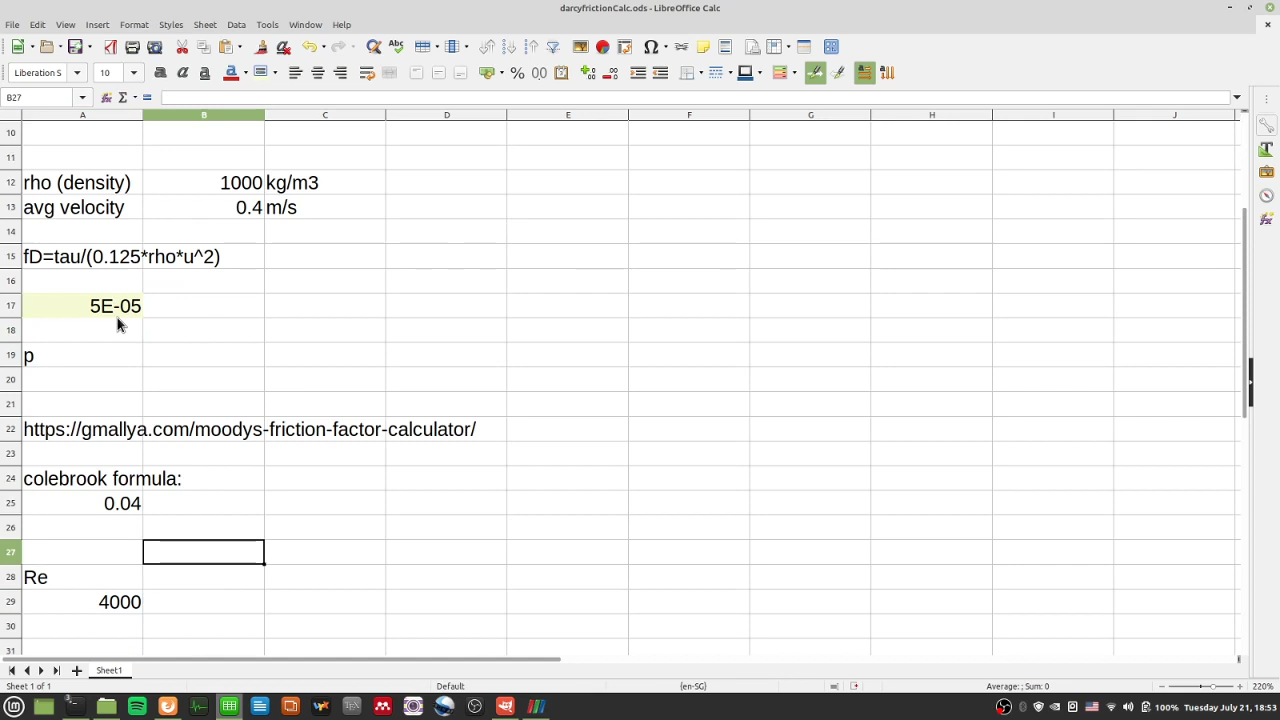 darcyfrictionCalc.ods - LibreOffice Calc
File Edit View Insert Format Styles Sheet Data Tools Window Help
Liberation S 10
B27
A B C D E F G H I J
10
11
12 rho (density) 1000 kg/m3
13 avg velocity 0.4 m/s
14
15 fD=tau/(0.125*rho*u^2)
16
17 5E-05
18
19 p
20
21
22 https://gmallya.com/moodys-friction-factor-calculator/
23
24 colebrook formula:
25 0.04
26
27
28 Re
29 4000
30
31
Sheet1
Sheet 1 of 1 Default (en-SG) Average: ; Sum: 0 220%
100% Tuesday July 21, 18:53